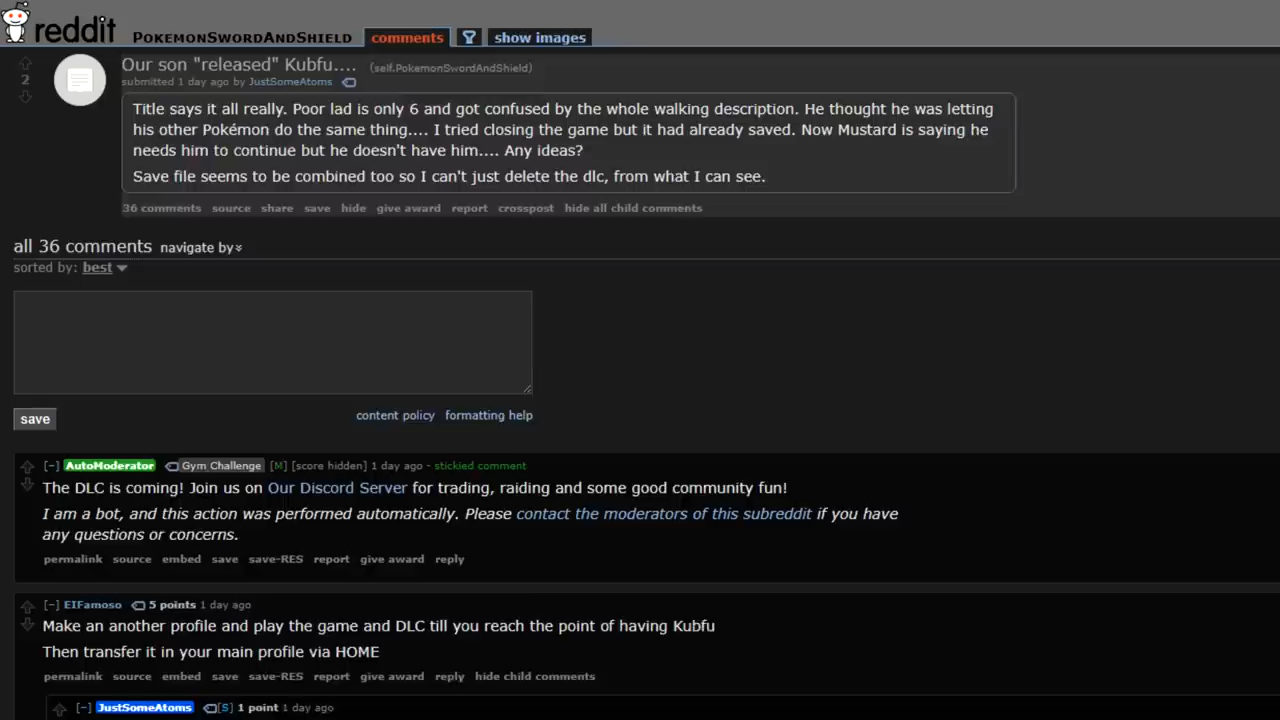 reddit PokemonSwordAndShield comments show images
Our son "released" Kubfu.... (self.PokemonSwordAndShield)
2
submitted 1 day ago by JustSomeAtoms
Title says it all really. Poor lad is only 6 and got confused by the whole walking description. He thought he was letting
his other Pokémon do the same thing.... I tried closing the game but it had already saved. Now Mustard is saying he
needs him to continue but he doesn't have him.... Any ideas?
Save file seems to be combined too so I can't just delete the dlc, from what I can see.
36 comments source share save hide give award report crosspost hide all child comments
all 36 comments navigate by
sorted by: best
save
content policy formatting help
[-] AutoModerator Gym Challenge [M] [score hidden] 1 day ago - stickied comment
The DLC is coming! Join us on Our Discord Server for trading, raiding and some good community fun!
I am a bot, and this action was performed automatically. Please contact the moderators of this subreddit if you have
any questions or concerns.
permalink source embed save save-RES report give award reply
[-] EIFamoso 5 points 1 day ago
Make an another profile and play the game and DLC till you reach the point of having Kubfu
Then transfer it in your main profile via HOME
permalink source embed save save-RES report give award reply hide child comments
[-] JustSomeAtoms [S] 1 point 1 day ago